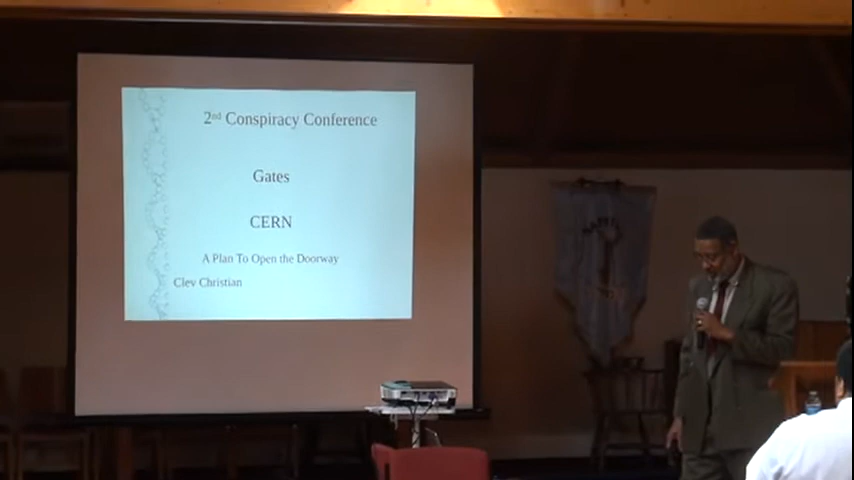 2nd Conspiracy Conference
Gates
CERN
A Plan To Open the Doorway
Clev Christian